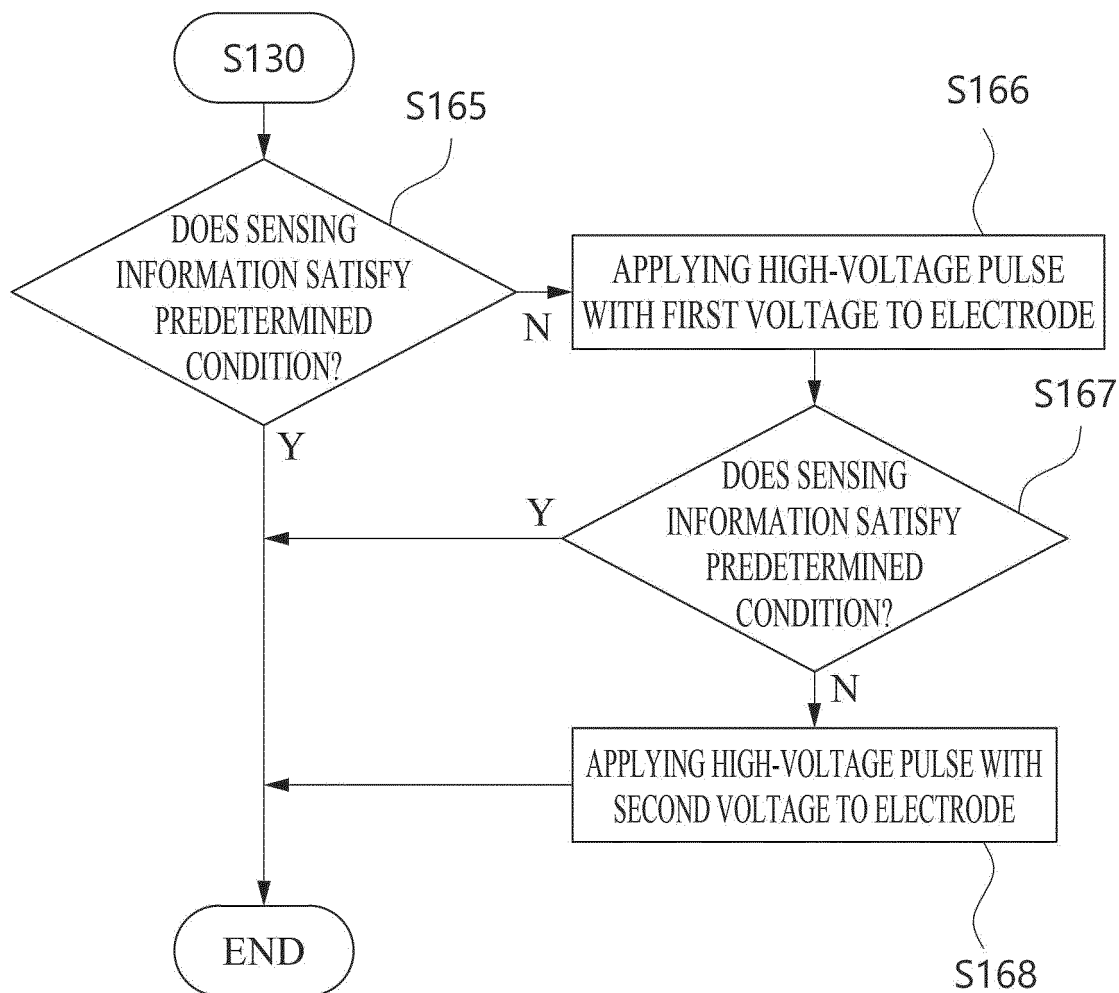 S130
S165
DOES SENSING
INFORMATION SATISFY
PREDETERMINED
CONDITION?
N
Y
S166
APPLYING HIGH-VOLTAGE PULSE
WITH FIRST VOLTAGE TO ELECTRODE
S167
DOES SENSING
INFORMATION SATISFY
PREDETERMINED
CONDITION?
Y
N
APPLYING HIGH-VOLTAGE PULSE WITH
SECOND VOLTAGE TO ELECTRODE
S168
END